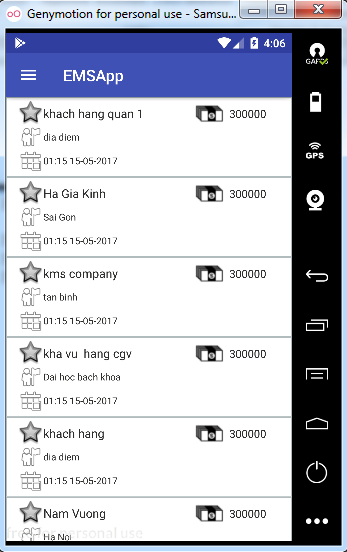 Genymotion for personal use - Samsu...
4:06
EMSApp
GAPPS
khach hang quan 1 300000
dia diem
01:15 15-05-2017
Ha Gia Kinh 300000
Sai Gon
01:15 15-05-2017
GPS
kms company 300000
tan binh
01:15 15-05-2017
kha vu hang cgv 300000
Dai hoc bach khoa
01:15 15-05-2017
khach hang 300000
dia diem
01:15 15-05-2017
Nam Vuong 300000
Ha Noi
free for personal use